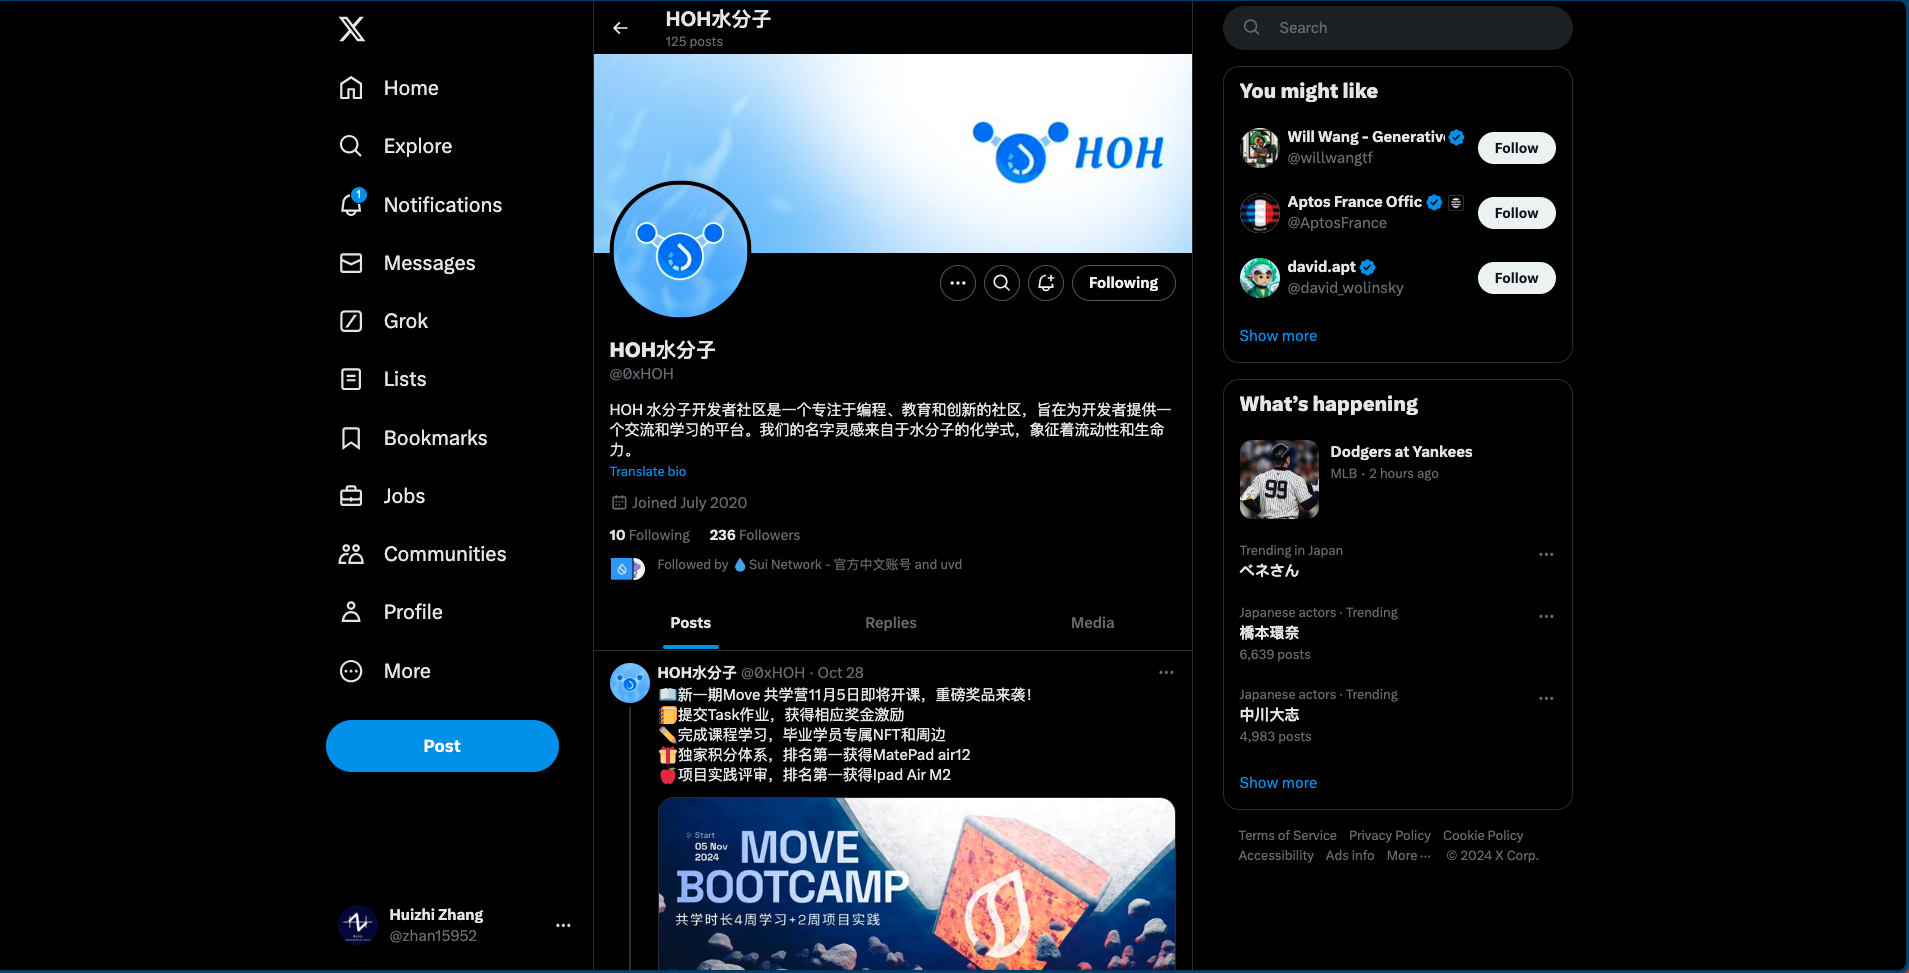 Home
Explore
1
Notifications
Messages
Grok
Lists
Bookmarks
Jobs
Communities
Profile
More
Post
Huizhi Zhang
@zhan15952
HOH水分子
125 posts
HOH
Following
HOH水分子
@0xHOH
HOH 水分子开发者社区是一个专注于编程、教育和创新的社区，旨在为开发者提供一
个交流和学习的平台。我们的名字灵感来自于水分子的化学式，象征着流动性和生命
力。
Translate bio
Joined July 2020
10 Following 236 Followers
Followed by 💧Sui Network - 官方中文账号 and uvd
Posts Replies Media
HOH水分子 @0xHOH · Oct 28
📖新一期Move 共学营11月5日即将开课，重磅奖品来袭！
📒提交Task作业，获得相应奖金激励
✏️完成课程学习，毕业学员专属NFT和周边
🎁独家积分体系，排名第一获得MatePad air12
🍎项目实践评审，排名第一获得Ipad Air M2
Start
05 Nov
2024
MOVE
BOOTCAMP
共学时长4周学习+2周项目实践
Search
You might like
Will Wang - Generativ
@willwangtf
Follow
Aptos France Offic
@AptosFrance
Follow
david.apt
@david_wolinsky
Follow
Show more
What's happening
Dodgers at Yankees
MLB · 2 hours ago
99
Trending in Japan
ベネさん
Japanese actors · Trending
橋本環奈
6,639 posts
Japanese actors · Trending
中川大志
4,983 posts
Show more
Terms of Service Privacy Policy Cookie Policy
Accessibility Ads info More ··· © 2024 X Corp.